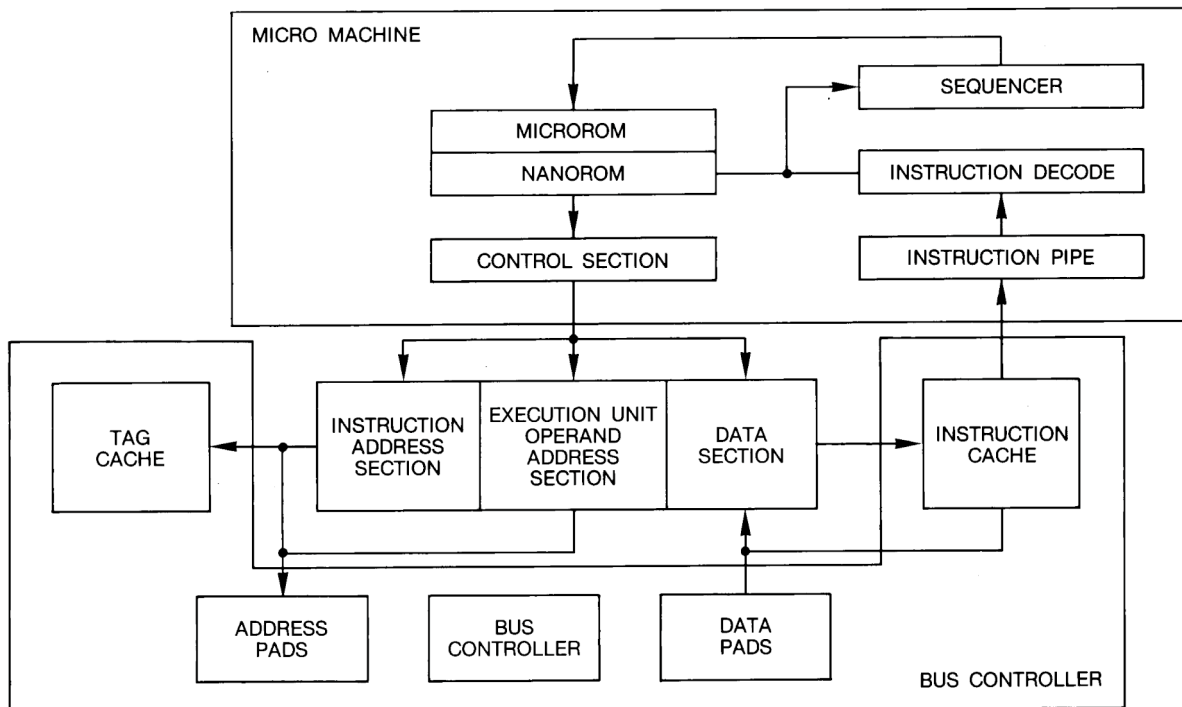 MICRO MACHINE
SEQUENCER
MICROROM
NANOROM
INSTRUCTION DECODE
CONTROL SECTION
INSTRUCTION PIPE
TAG
CACHE
INSTRUCTION
ADDRESS
SECTION
EXECUTION UNIT
OPERAND
ADDRESS
SECTION
DATA
SECTION
INSTRUCTION
CACHE
ADDRESS
PADS
BUS
CONTROLLER
DATA
PADS
BUS CONTROLLER